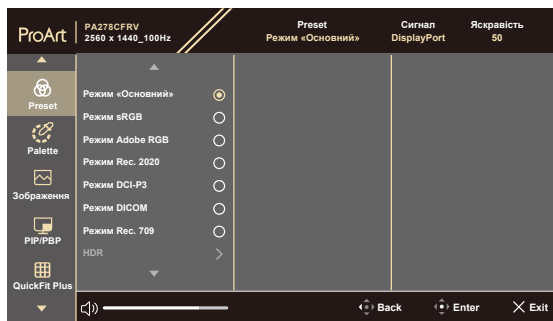 ProArt
PA278CFRV
2560 x 1440_100Hz
Preset
Режим «Основний»
Сигнал
DisplayPort
Яскравість
50
Preset
Palette
Зображення
PIP/PBP
QuickFit Plus
Режим «Основний»
Режим sRGB
Режим Adobe RGB
Режим Rec. 2020
Режим DCI-P3
Режим DICOM
Режим Rec. 709
HDR
Back
Enter
Exit